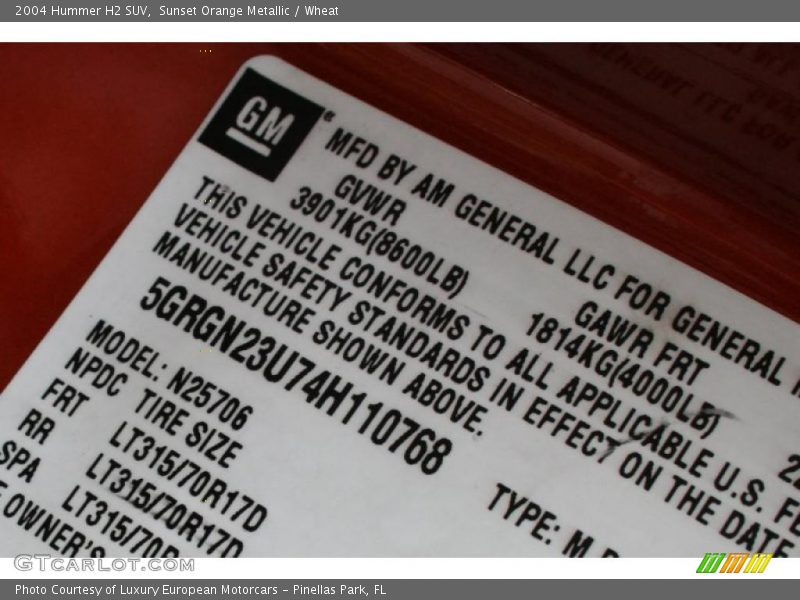 2004 Hummer H2 SUV, Sunset Orange Metallic / Wheat
GM
MFD BY AM GENERAL LLC FOR GENERAL
GVWR GAWR FRT
3901KG(8600LB) 1814KG(4000LB)
THIS VEHICLE CONFORMS TO ALL APPLICABLE U.S.
VEHICLE SAFETY STANDARDS IN EFFECT ON THE DATE
MANUFACTURE SHOWN ABOVE.
5GRGN23U74H110768 TYPE:
MODEL: N25706
NPDC TIRE SIZE
FRT LT315/70R17D
RR LT315/70R17D
SPA LT315/70R
OWNER'S
GTCARLOT.COM
Photo Courtesy of Luxury European Motorcars - Pinellas Park, FL